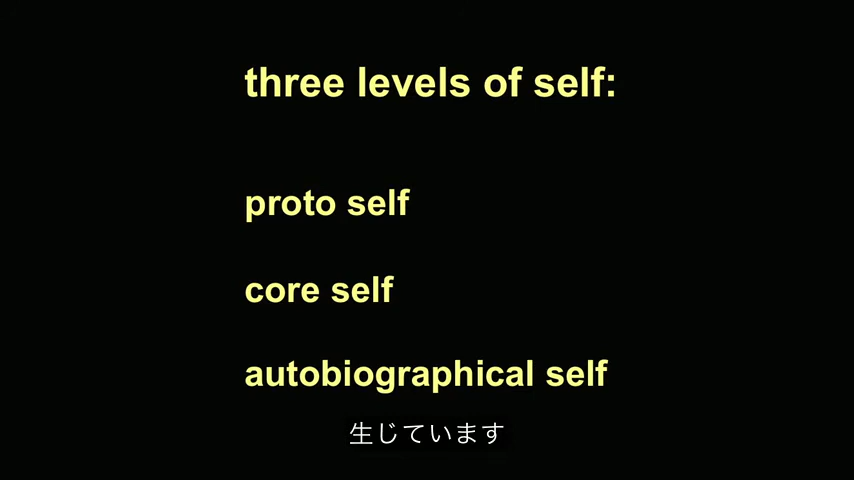 three levels of self:
proto self
core self
autobiographical self
生じています